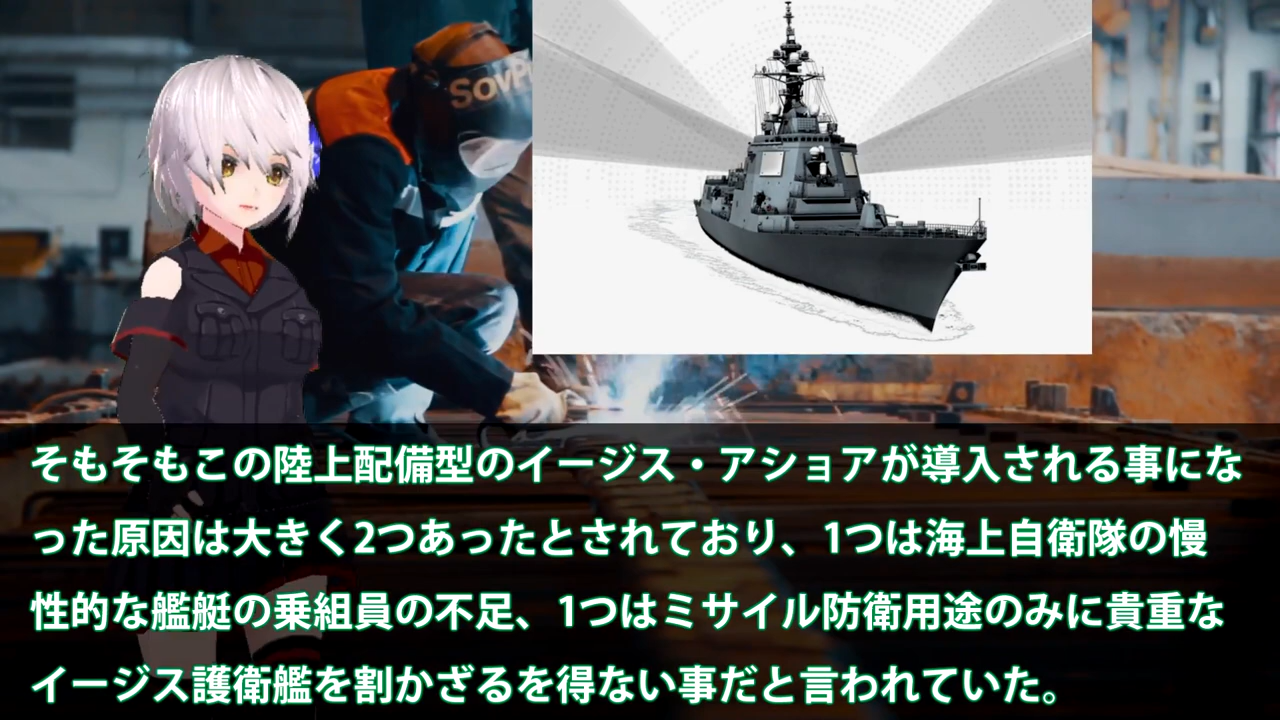 SovP
そもそもこの陸上配備型のイージス・アショアが導入される事にな
った原因は大きく2つあったとされており、1つは海上自衛隊の慢
性的な艦艇の乗組員の不足、1つはミサイル防衛用途のみに貴重な
イージス護衛艦を割かざるを得ない事だと言われていた。